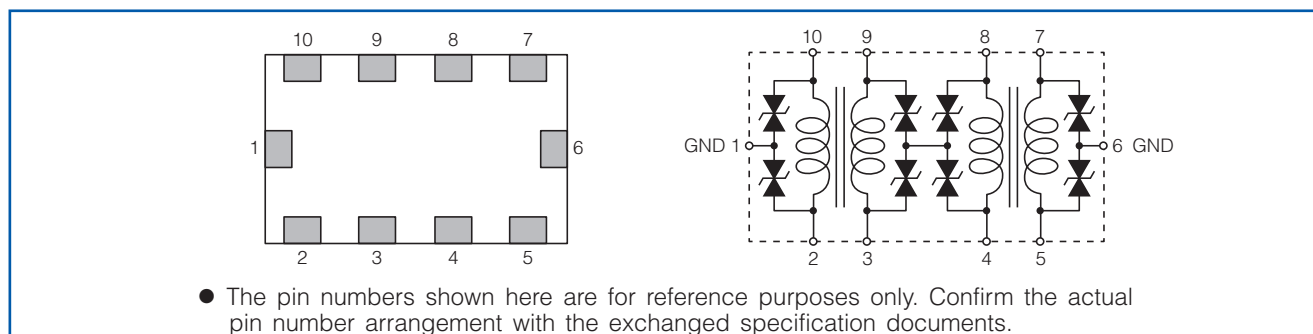 10 9 8 7
1 6
2 3 4 5
10 9 8 7
GND 1 6 GND
2 3 4 5
● The pin numbers shown here are for reference purposes only. Confirm the actual
pin number arrangement with the exchanged specification documents.